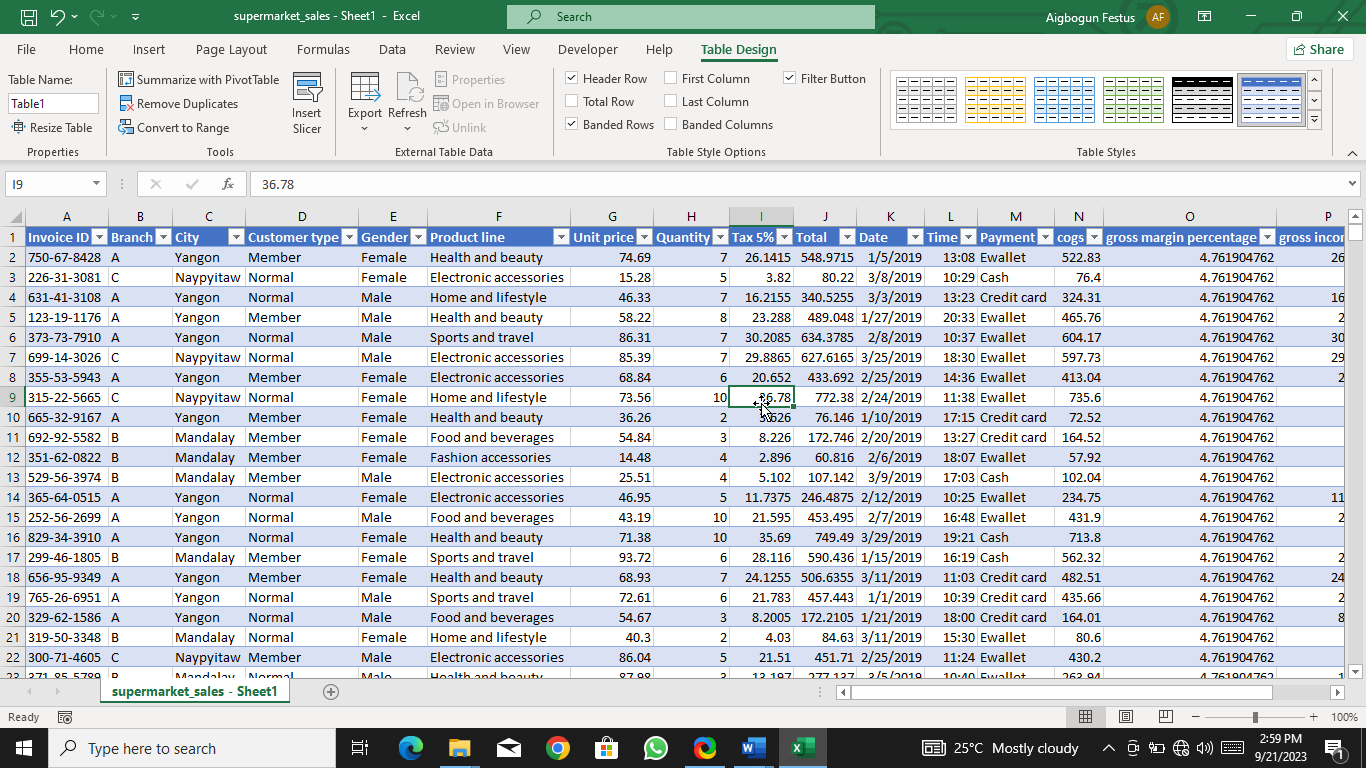 supermarket_sales - Sheet1 - Excel
Search
Aigbogun Festus
AF
File Home Insert Page Layout Formulas Data Review View Developer Help Table Design
Share
Table Name:
Table1
Resize Table
Properties
Summarize with PivotTable
Remove Duplicates
Convert to Range
Insert
Slicer
Tools
Export Refresh
Properties
Open in Browser
Unlink
External Table Data
Header Row First Column Filter Button
Total Row Last Column
Banded Rows Banded Columns
Table Style Options
Table Styles
I9
fx 36.78
A B C D E F G H I J K L M N O P
1 Invoice ID Branch City Customer type Gender Product line Unit price Quantity Tax 5% Total Date Time Payment cogs gross margin percentage
2 750-67-8428 A Yangon Member Female Health and beauty 74.69 7 26.1415 548.9715 1/5/2019 13:08 Ewallet 522.83 4.761904762 26
3 226-31-3081 C Naypyitaw Normal Female Electronic accessories 15.28 5 3.82 80.22 3/8/2019 10:29 Cash 76.4 4.761904762
4 631-41-3108 A Yangon Normal Male Home and lifestyle 46.33 7 16.2155 340.5255 3/3/2019 13:23 Credit card 324.31 4.761904762 16
5 123-19-1176 A Yangon Member Male Health and beauty 58.22 8 23.288 489.048 1/27/2019 20:33 Ewallet 465.76 4.761904762 2
6 373-73-7910 A Yangon Normal Male Sports and travel 86.31 7 30.2085 634.3785 2/8/2019 10:37 Ewallet 604.17 4.761904762 30
7 699-14-3026 C Naypyitaw Normal Male Electronic accessories 85.39 7 29.8865 627.6165 3/25/2019 18:30 Ewallet 597.73 4.761904762 29
8 355-53-5943 A Yangon Member Female Electronic accessories 68.84 6 20.652 433.692 2/25/2019 14:36 Ewallet 413.04 4.761904762 2
9 315-22-5665 C Naypyitaw Normal Female Home and lifestyle 73.56 10 36.78 772.38 2/24/2019 11:38 Ewallet 735.6 4.761904762
10 665-32-9167 A Yangon Member Female Health and beauty 36.26 2 76.146 1/10/2019 17:15 Credit card 72.52 4.761904762
11 692-92-5582 B Mandalay Member Female Food and beverages 54.84 3 8.226 172.746 2/20/2019 13:27 Credit card 164.52 4.761904762
12 351-62-0822 B Mandalay Member Female Fashion accessories 14.48 4 2.896 60.816 2/6/2019 18:07 Ewallet 57.92 4.761904762
13 529-56-3974 B Mandalay Member Male Electronic accessories 25.51 4 5.102 107.142 3/9/2019 17:03 Cash 102.04 4.761904762
14 365-64-0515 A Yangon Normal Female Electronic accessories 46.95 5 11.7375 246.4875 2/12/2019 10:25 Ewallet 234.75 4.761904762 11
15 252-56-2699 A Yangon Normal Male Food and beverages 43.19 10 21.595 453.495 2/7/2019 16:48 Ewallet 431.9 4.761904762 2
16 829-34-3910 A Yangon Normal Female Health and beauty 71.38 10 35.69 749.49 3/29/2019 19:21 Cash 713.8 4.761904762
17 299-46-1805 B Mandalay Member Female Sports and travel 93.72 6 28.116 590.436 1/15/2019 16:19 Cash 562.32 4.761904762 2
18 656-95-9349 A Yangon Member Female Health and beauty 68.93 7 24.1255 506.6355 3/11/2019 11:03 Credit card 482.51 4.761904762 24
19 765-26-6951 A Yangon Normal Male Sports and travel 72.61 6 21.783 457.443 1/1/2019 10:39 Credit card 435.66 4.761904762 2
20 329-62-1586 A Yangon Normal Male Food and beverages 54.67 3 8.2005 172.2105 1/21/2019 18:00 Credit card 164.01 4.761904762 8
21 319-50-3348 B Mandalay Normal Female Home and lifestyle 40.3 2 4.03 84.63 3/11/2019 15:30 Ewallet 80.6 4.761904762
22 300-71-4605 C Naypyitaw Member Male Electronic accessories 86.04 5 21.51 451.71 2/25/2019 11:24 Ewallet 430.2 4.761904762
supermarket_sales - Sheet1
Ready
100%
Type here to search
25°C Mostly cloudy
2:59 PM
9/21/2023
1